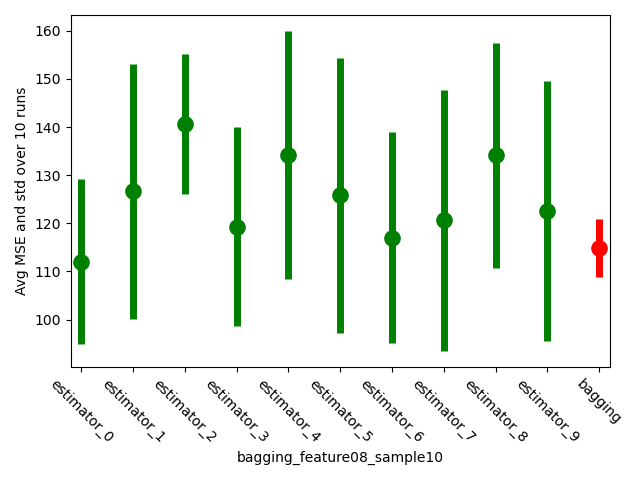 160
150
140
130
120
110
100
Avg MSE and std over 10 runs
estimator_0
estimator_1
estimator_2
estimator_3
estimator_4
estimator_5
estimator_6
estimator_7
estimator_8
estimator_9
bagging
bagging_feature08_sample10